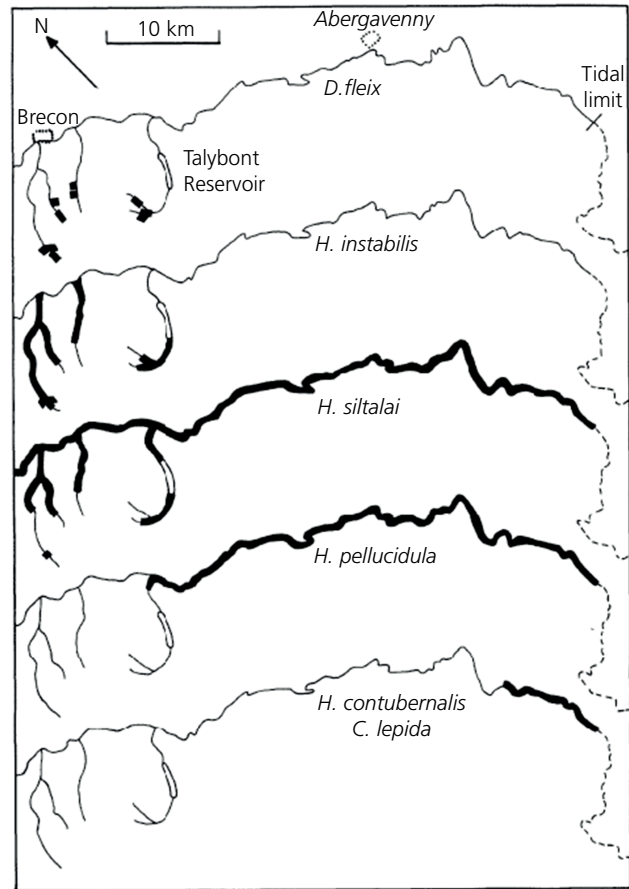 N
10 km
Abergavenny
D.fleix
Tidal
limit
Brecon
Talybont
Reservoir
H. instabilis
H. siltalai
H. pellucidula
H. contubernalis
C. lepida